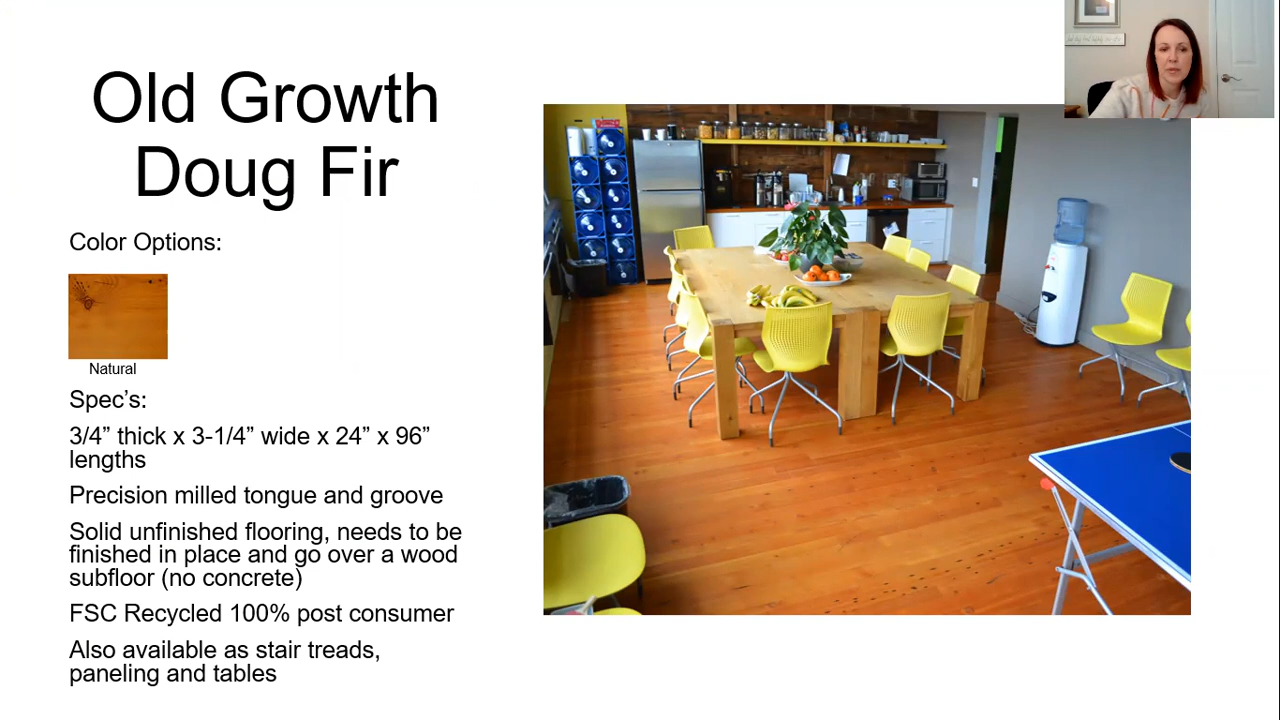 Old Growth
Doug Fir
Color Options:
Natural
Spec’s:
3/4” thick x 3-1/4” wide x 24” x 96”
lengths
Precision milled tongue and groove
Solid unfinished flooring, needs to be
finished in place and go over a wood
subfloor (no concrete)
FSC Recycled 100% post consumer
Also available as stair treads,
paneling and tables